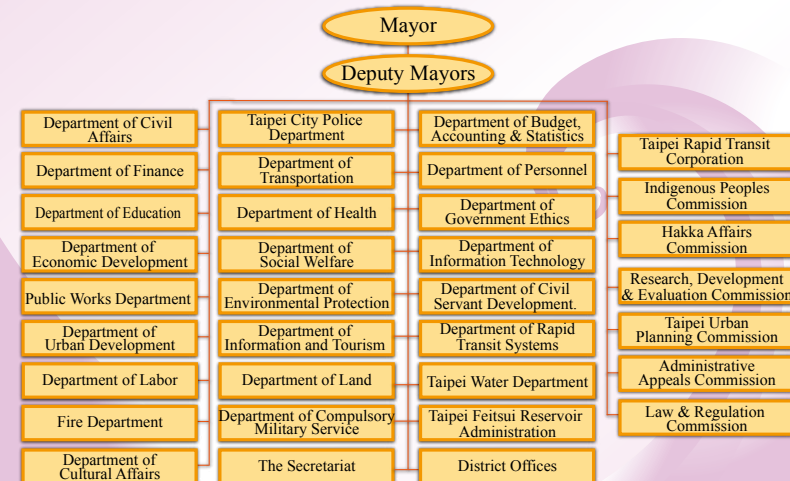 Mayor
Deputy Mayors
Department of Civil
Affairs
Department of Finance
Department of Education
Department of
Economic Development
Public Works Department
Department of
Urban Development
Department of Labor
Fire Department
Department of
Cultural Affairs
Taipei City Police
Department
Department of
Transportation
Department of Health
Department of
Social Welfare
Department of
Environmental Protection
Department of
Information and Tourism
Department of Land
Department of Compulsory
Military Service
The Secretariat
Department of Budget,
Accounting & Statistics
Department of Personnel
Department of
Government Ethics
Department of
Information Technology
Department of Civil
Servant Development.
Department of Rapid
Transit Systems
Taipei Water Department
Taipei Feitsui Reservoir
Administration
District Offices
Taipei Rapid Transit
Corporation
Indigenous Peoples
Commission
Hakka Affairs
Commission
Research, Development
& Evaluation Commission
Taipei Urban
Planning Commission
Administrative
Appeals Commission
Law & Regulation
Commission